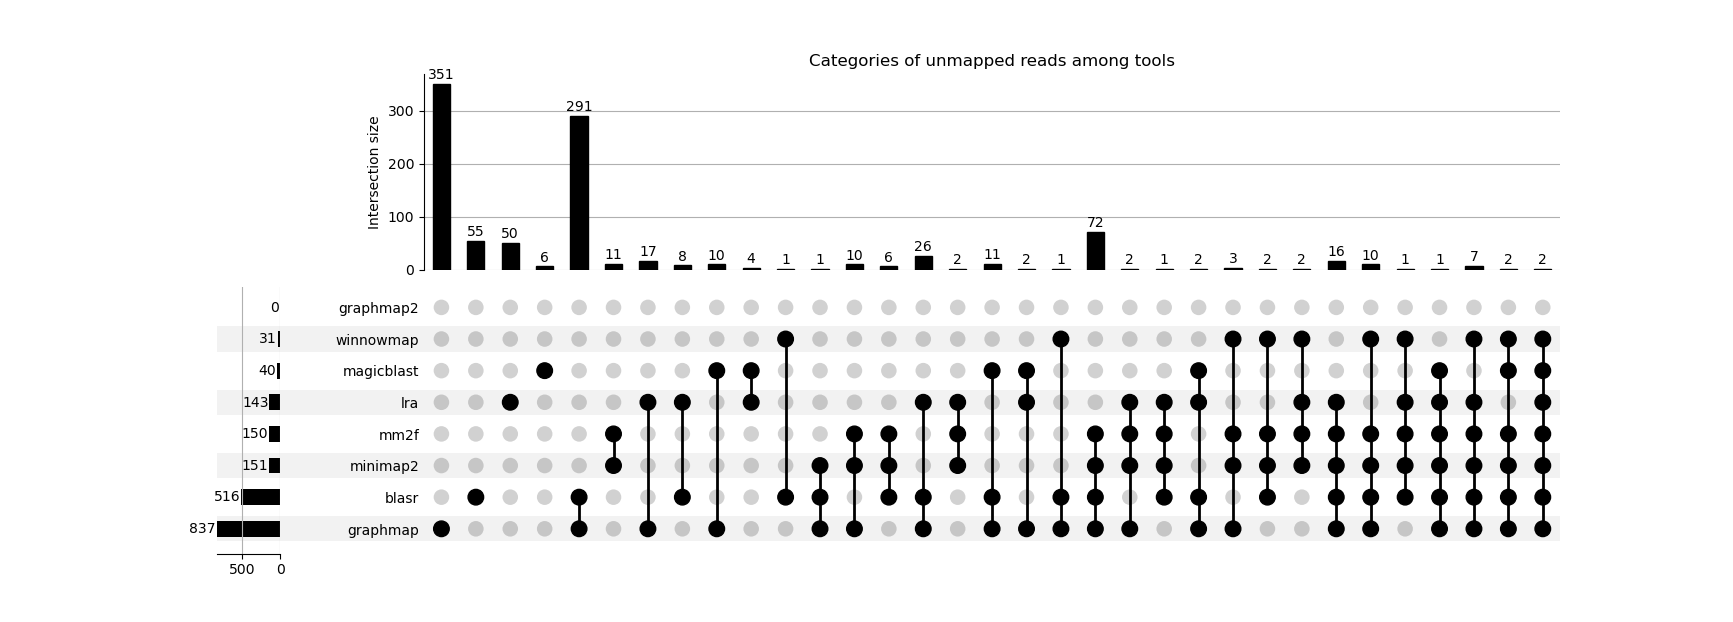 Categories of unmapped reads among tools
351
291
300
Intersection size
200
100
0
55 50 6 11 17 8 10 4 1 1 10 6 26 2 11 2 1 72 2 1 2 3 2 2 16 10 1 1 7 2 2
0 graphmap2
31 winnowmap
40 magicblast
143 lra
150 mm2f
151 minimap2
516 blasr
837 graphmap
500 0